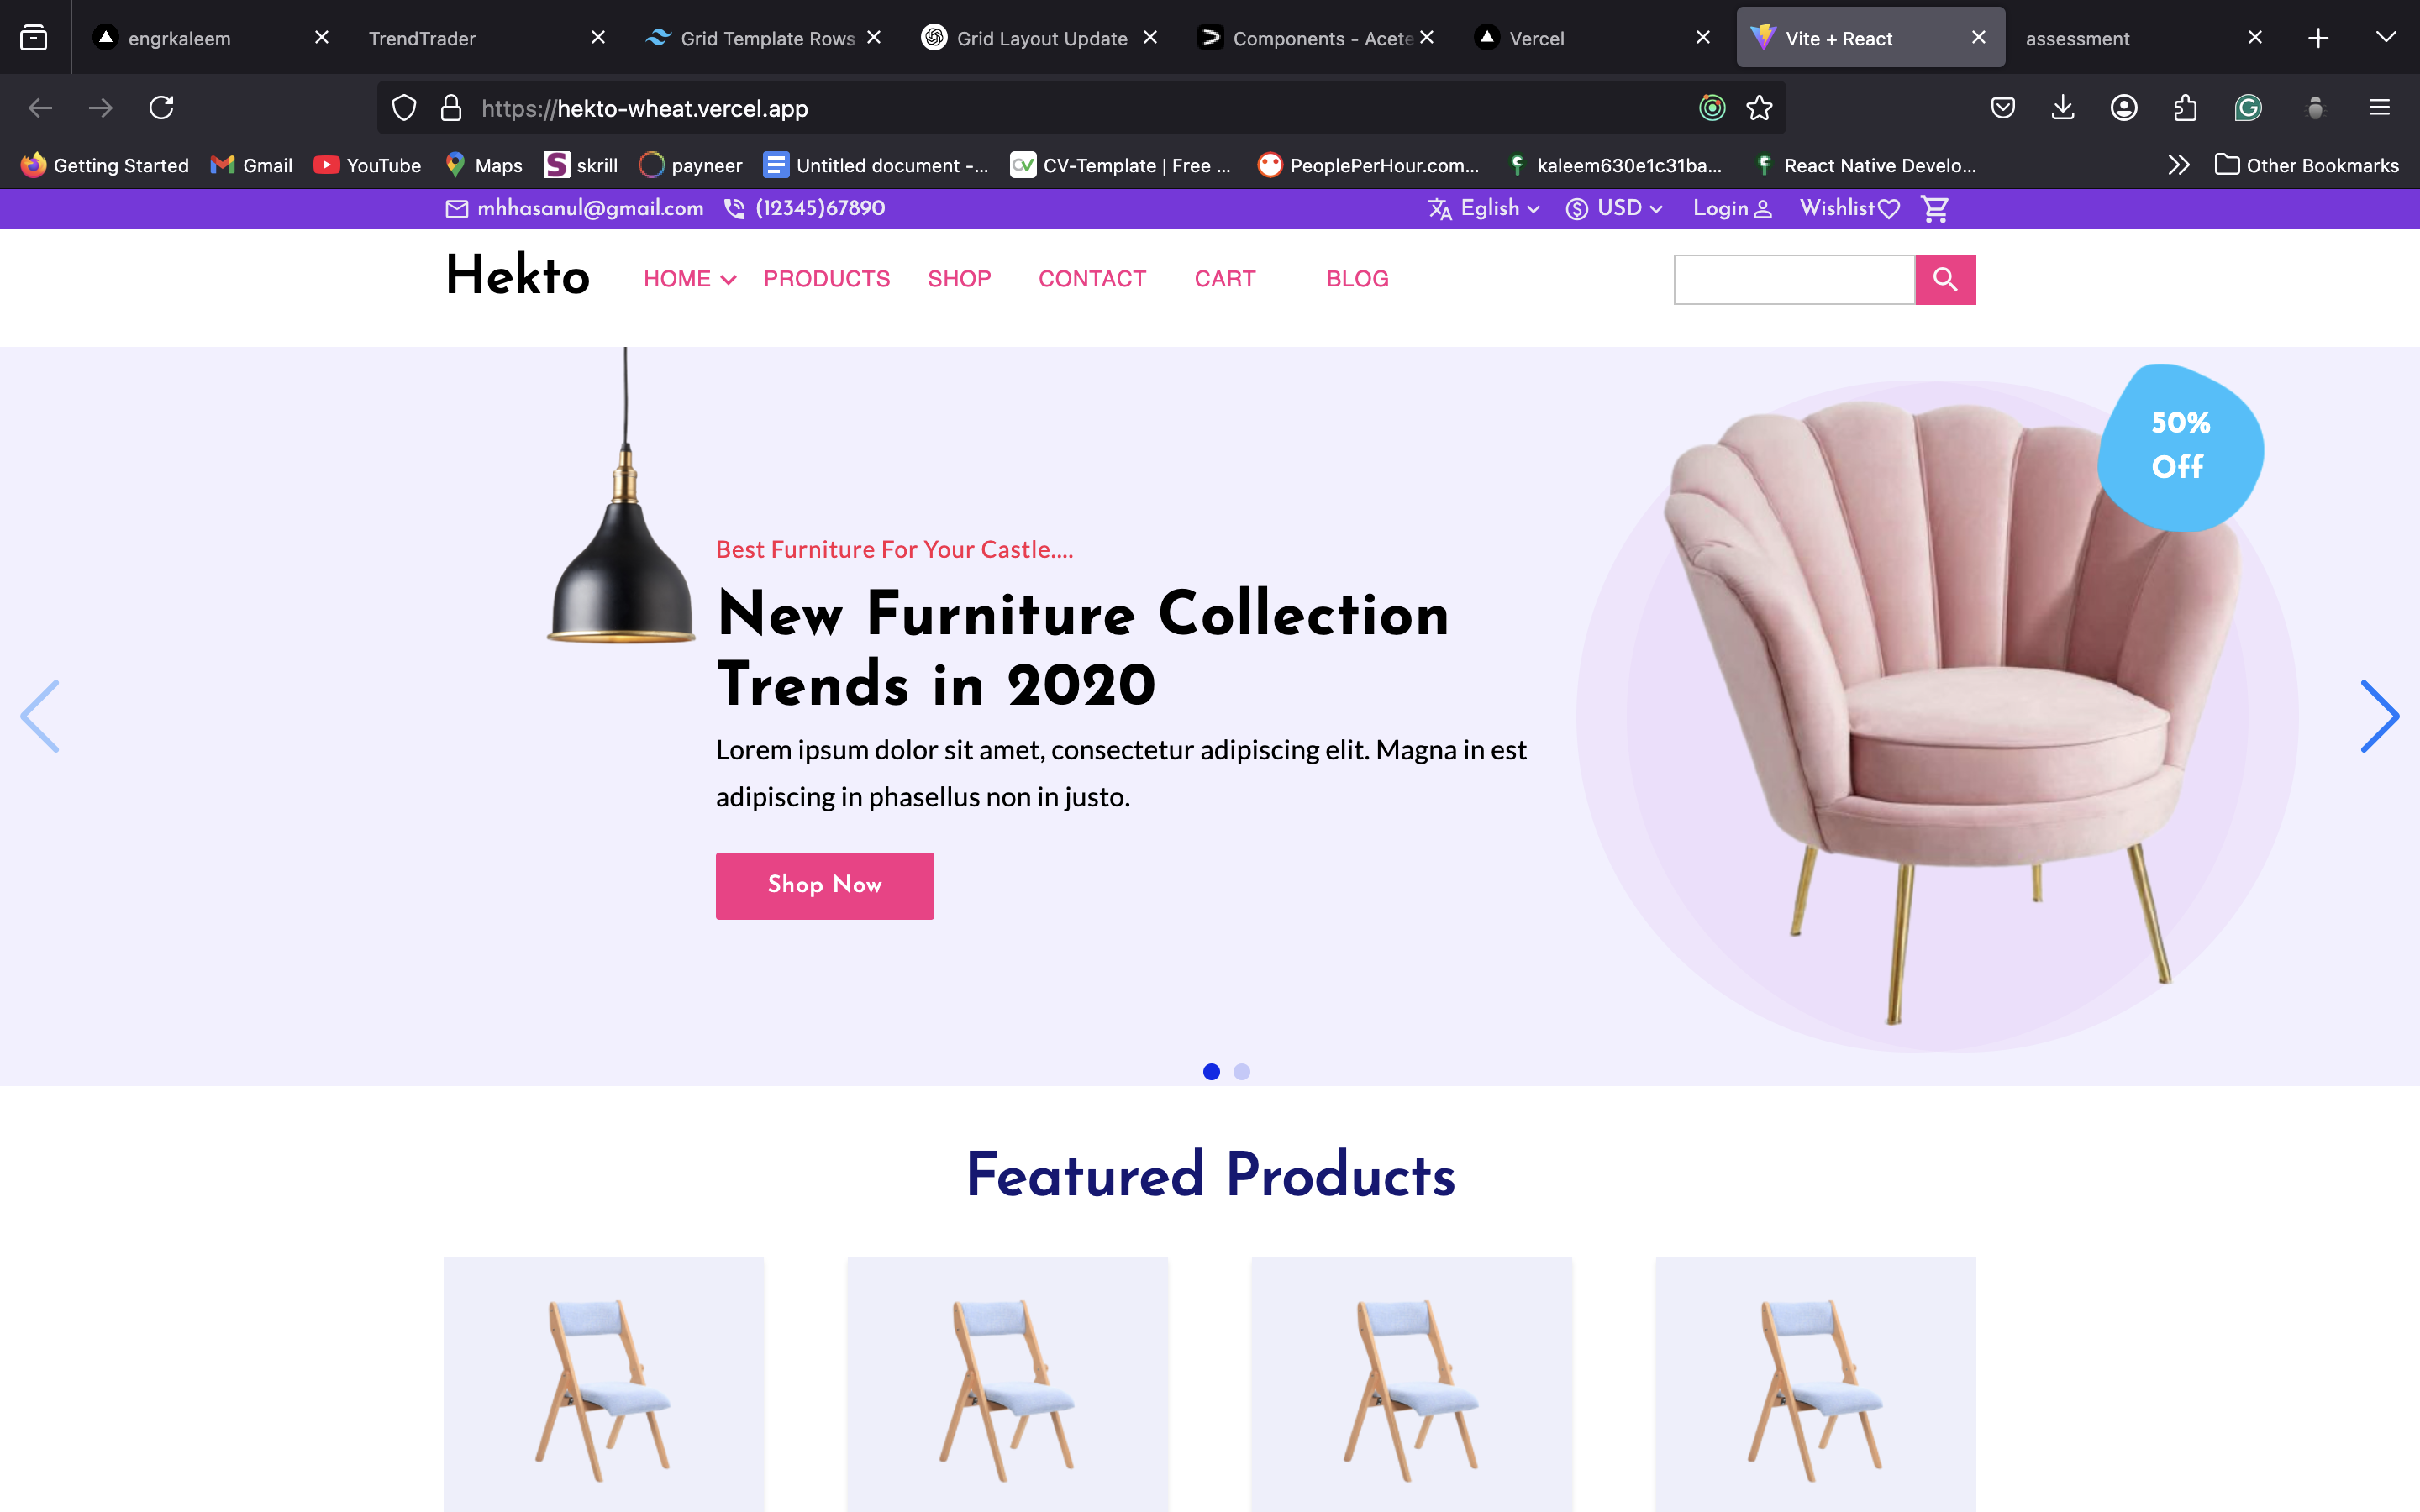 engrkaleem
TrendTrader
Grid Template Rows
Grid Layout Update
Components - Acete
Vercel
Vite + React
assessment
https://hekto-wheat.vercel.app
Getting Started
Gmail
YouTube
Maps
skrill
payneer
Untitled document -...
CV-Template | Free ...
PeoplePerHour.com...
kaleem630e1c31ba...
React Native Develo...
Other Bookmarks
mhhasanul@gmail.com
(12345)67890
Eglish
USD
Login
Wishlist
Hekto
HOME
PRODUCTS
SHOP
CONTACT
CART
BLOG
50%
Off
Best Furniture For Your Castle....
New Furniture Collection
Trends in 2020
Lorem ipsum dolor sit amet, consectetur adipiscing elit. Magna in est
adipiscing in phasellus non in justo.
Shop Now
Featured Products